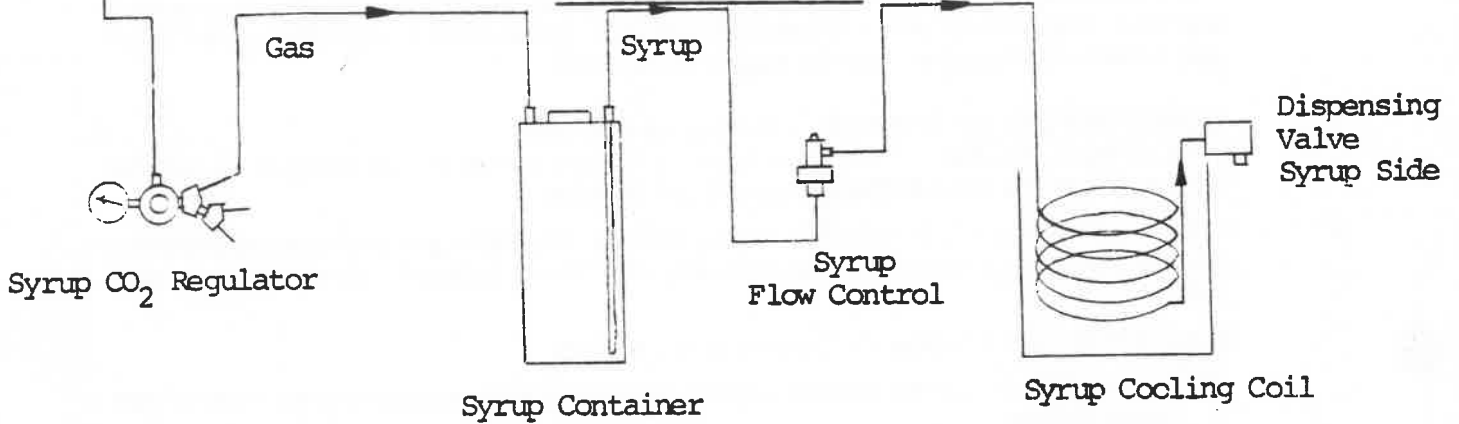 Gas
Syrup
Dispensing
Valve
Syrup Side
Syrup CO₂ Regulator
Syrup
Flow Control
Syrup Container
Syrup Cooling Coil